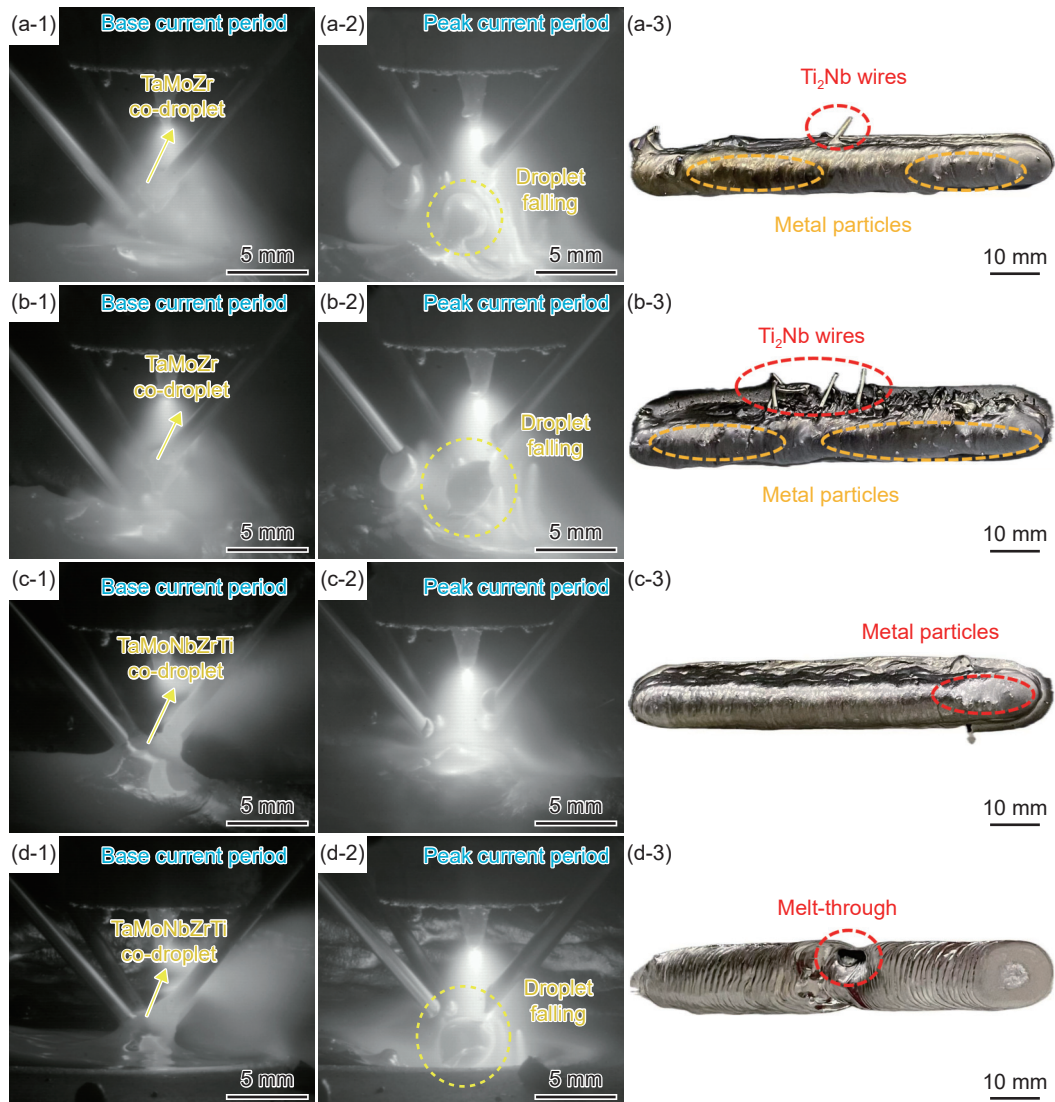 (a-1)
Base current period
TaMoZr
co-droplet
5 mm
(a-2)
Peak current period
Droplet
falling
5 mm
(a-3)
Ti₂Nb wires
Metal particles
10 mm
(b-1)
Base current period
TaMoZr
co-droplet
5 mm
(b-2)
Peak current period
Droplet
falling
5 mm
(b-3)
Ti₂Nb wires
Metal particles
10 mm
(c-1)
Base current period
TaMoNbZrTi
co-droplet
5 mm
(c-2)
Peak current period
5 mm
(c-3)
Metal particles
10 mm
(d-1)
Base current period
TaMoNbZrTi
co-droplet
5 mm
(d-2)
Peak current period
Droplet
falling
5 mm
(d-3)
Melt-through
10 mm